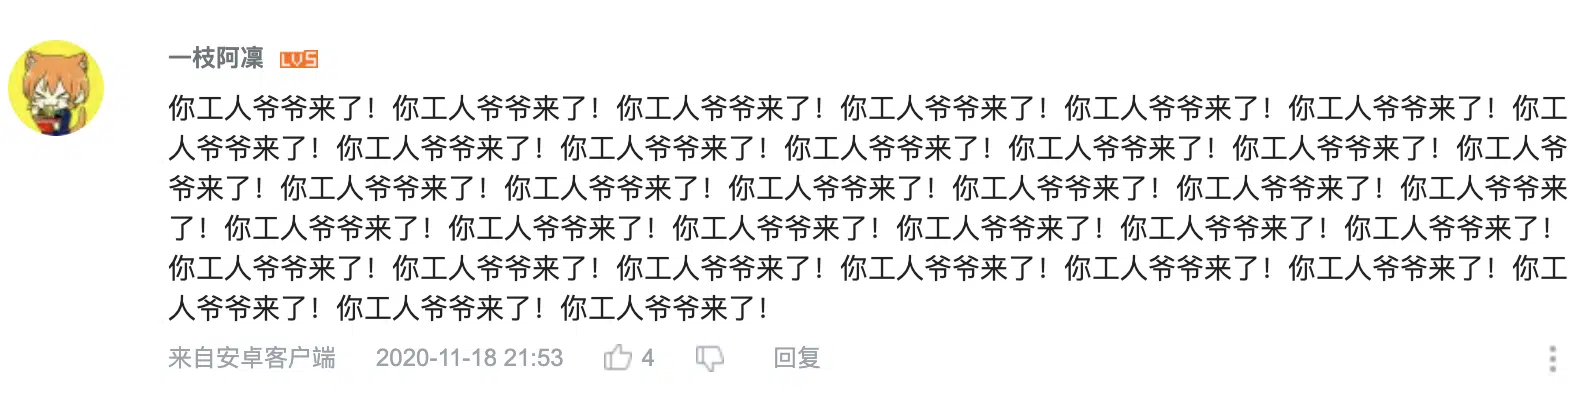 一枝阿凜 LV5
你工人爷爷来了！你工人爷爷来了！你工人爷爷来了！你工人爷爷来了！你工人爷爷来了！你工人爷爷来了！你工
人爷爷来了！你工人爷爷来了！你工人爷爷来了！你工人爷爷来了！你工人爷爷来了！你工人爷爷来了！你工人爷
爷来了！你工人爷爷来了！你工人爷爷来了！你工人爷爷来了！你工人爷爷来了！你工人爷爷来了！你工人爷爷来
了！你工人爷爷来了！你工人爷爷来了！你工人爷爷来了！你工人爷爷来了！你工人爷爷来了！你工人爷爷来了！
你工人爷爷来了！你工人爷爷来了！你工人爷爷来了！你工人爷爷来了！你工人爷爷来了！你工人爷爷来了！你工
人爷爷来了！你工人爷爷来了！你工人爷爷来了！
来自安卓客户端 2020-11-18 21:53 4 回复